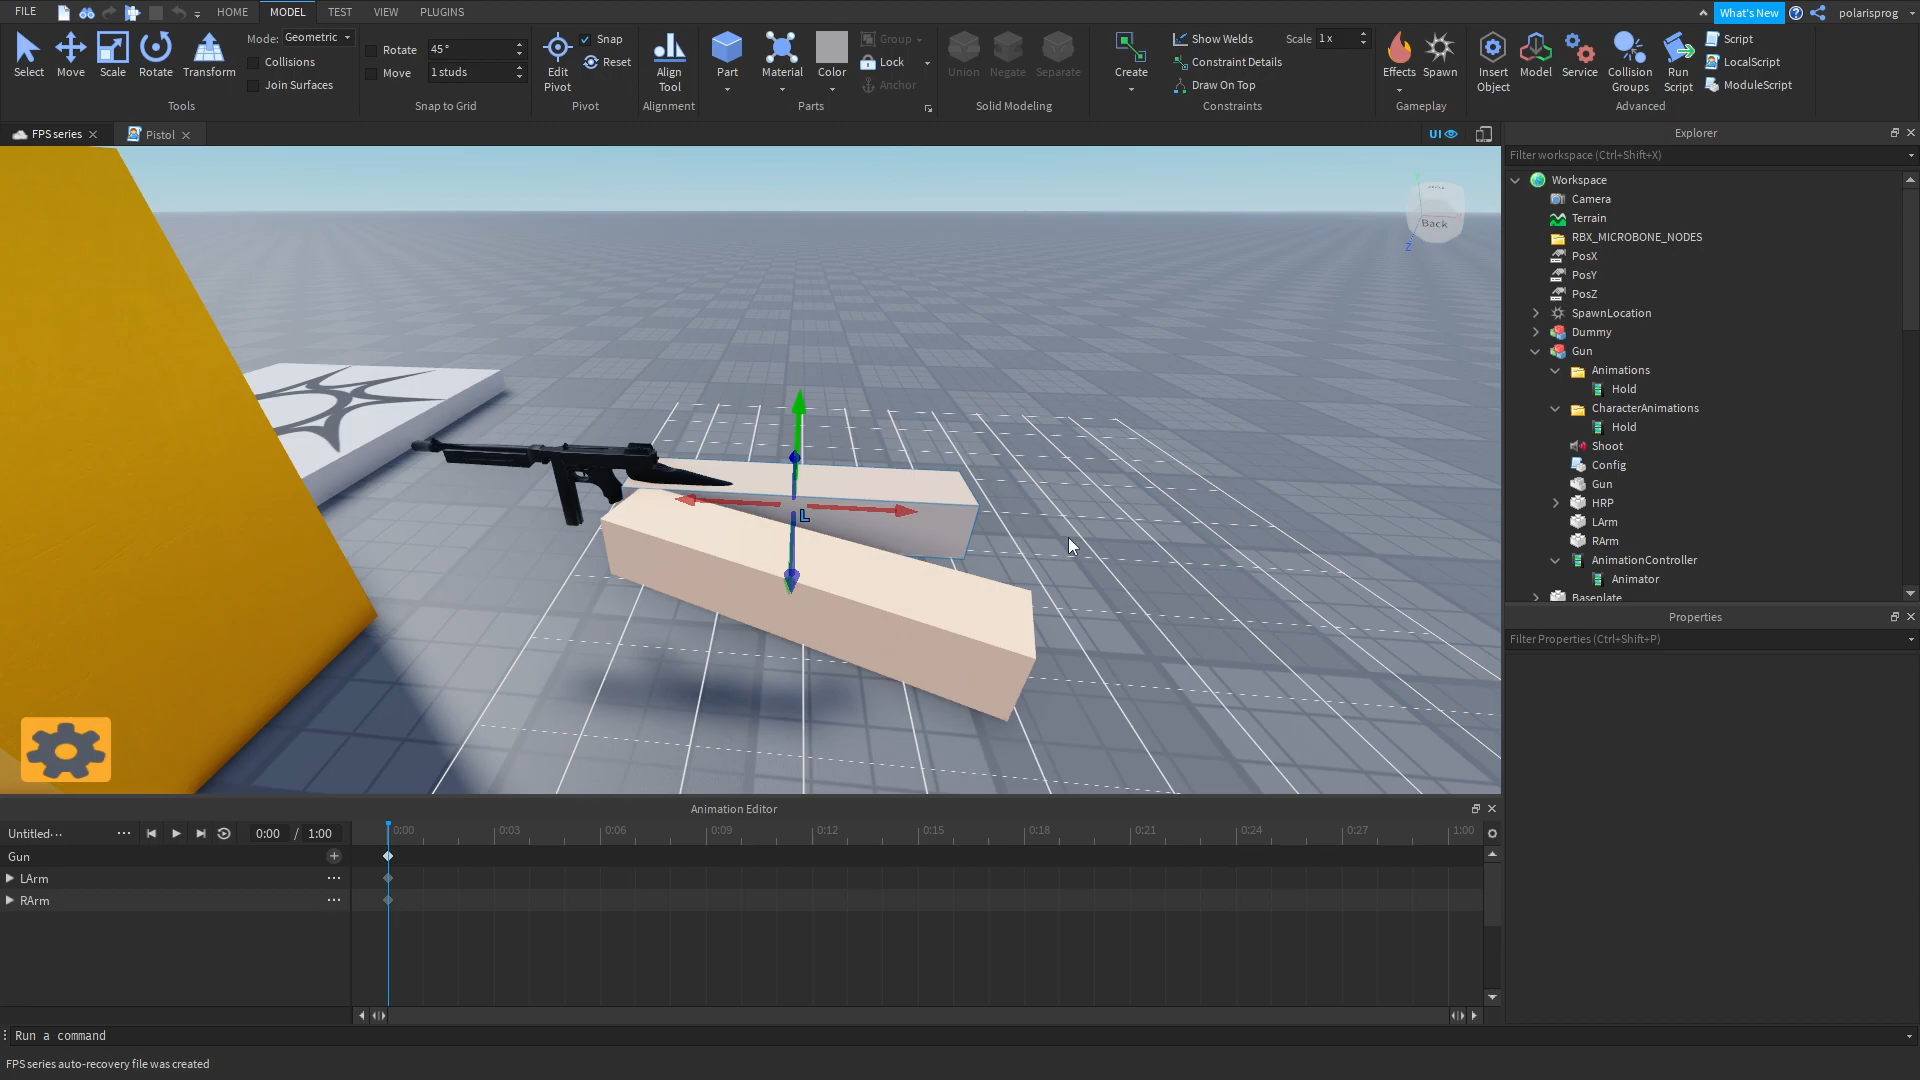 FILE
HOME
MODEL
TEST
VIEW
PLUGINS
What's New
polarisprog
Select
Move
Scale
Rotate
Transform
Mode:
Geometric
Collisions
Join Surfaces
Tools
Rotate
45°
Move
1 studs
Snap to Grid
Edit
Pivot
Snap
Reset
Pivot
Align
Tool
Alignment
Part
Material
Color
Group
Lock
Anchor
Parts
Union
Negate
Separate
Solid Modeling
Create
Show Welds
Scale
1 x
Constraint Details
Draw On Top
Constraints
Effects
Spawn
Gameplay
Insert
Object
Model
Service
Collision
Groups
Run
Script
Script
LocalScript
ModuleScript
Advanced
FPS series
Pistol
UI
Explorer
Filter workspace (Ctrl+Shift+X)
Workspace
Camera
Terrain
RBX_MICROBONE_NODES
PosX
PosY
PosZ
SpawnLocation
Dummy
Gun
Animations
Hold
CharacterAnimations
Hold
Shoot
Config
Gun
HRP
LArm
RArm
AnimationController
Animator
Baseplate
Back
Z
L
Properties
Filter Properties (Ctrl+Shift+P)
Animation Editor
Untitled···
0:00 / 1:00
0:00
0:03
0:06
0:09
0:12
0:15
0:18
0:21
0:24
0:27
1:00
Gun
LArm
RArm
Run a command
FPS series auto-recovery file was created